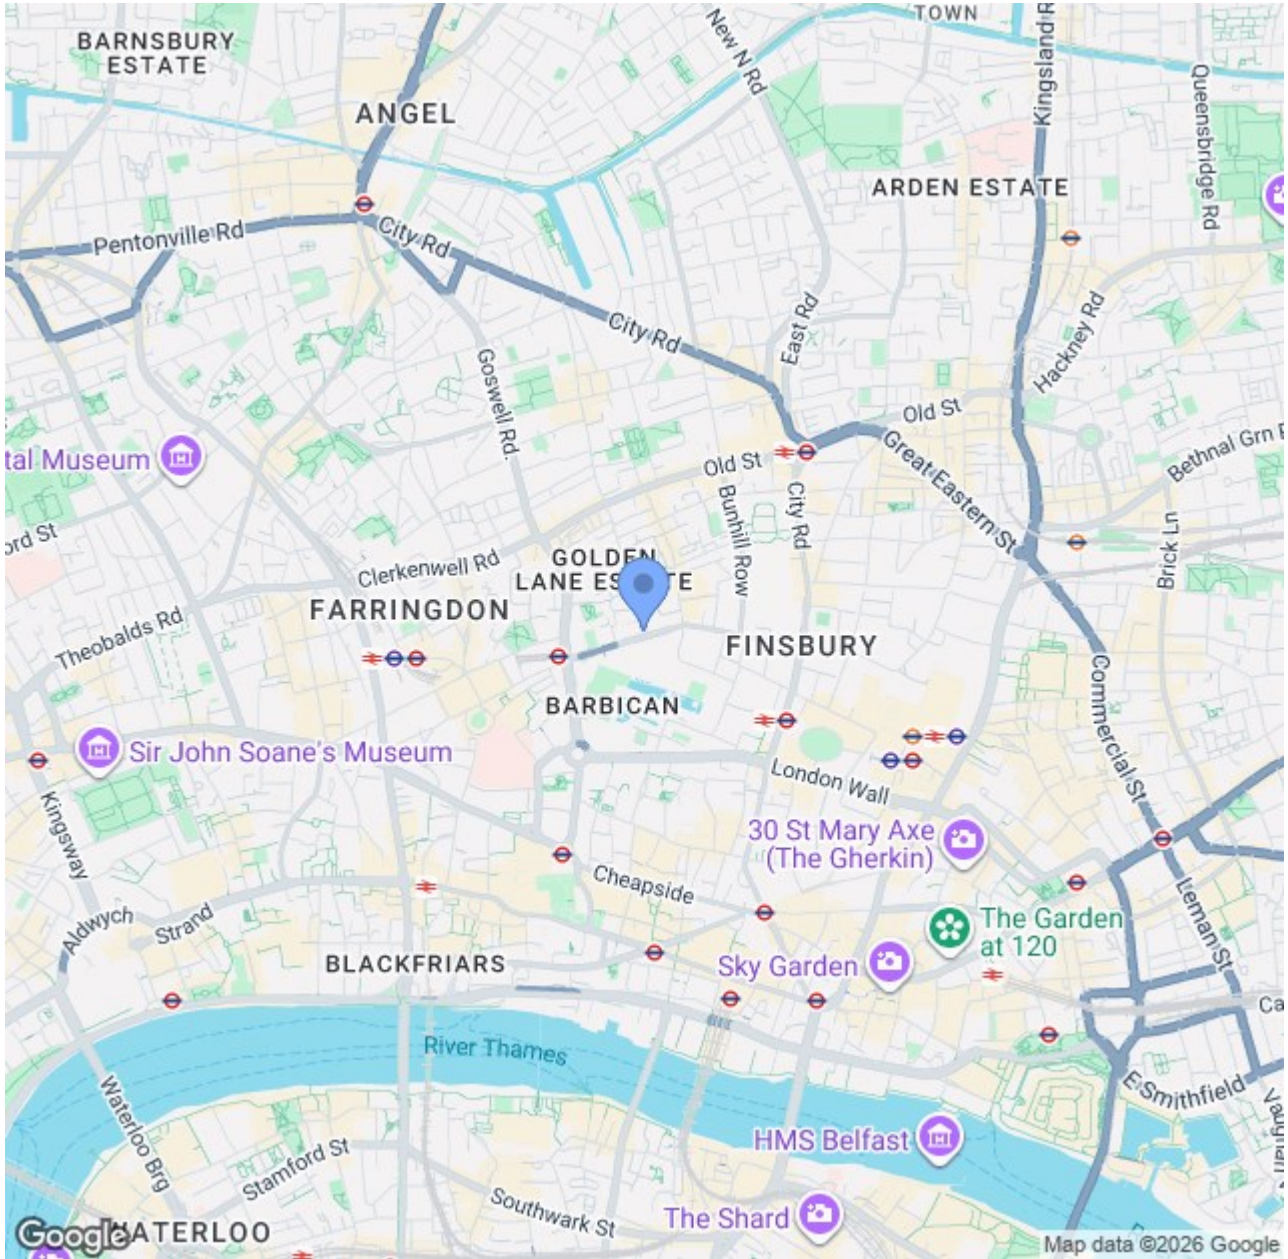 TOWN
BARNSBURY
ESTATE
New N Rd
Kingsland R
Queensbridge Rd
ANGEL
ARDEN ESTATE
Pentonville Rd
City Rd
City Rd
East Rd
Hackney Rd
Goswell Rd.
Old St
Great Eastern St
Bethnal Grn R
tal Museum
Old St
Bunhill Row
City Rd
Brick Ln
ord St
Clerkenwell Rd
GOLDEN
LANE ES TE
FARRINGDON
Theobalds Rd
FINSBURY
Commercial St
BARBICAN
Sir John Soane's Museum
London Wall
Kingsway
30 St Mary Axe
(The Gherkin)
Cheapside
Leman St
Aldwych
Strand
The Garden
at 120
BLACKFRIARS
Sky Garden
Ca
River Thames
E Smithfield
Vaughan
Waterloo Brg
HMS Belfast
Stamford St
Southwark St
The Shard
Google
WATERLOO
Map data ©2026 Google